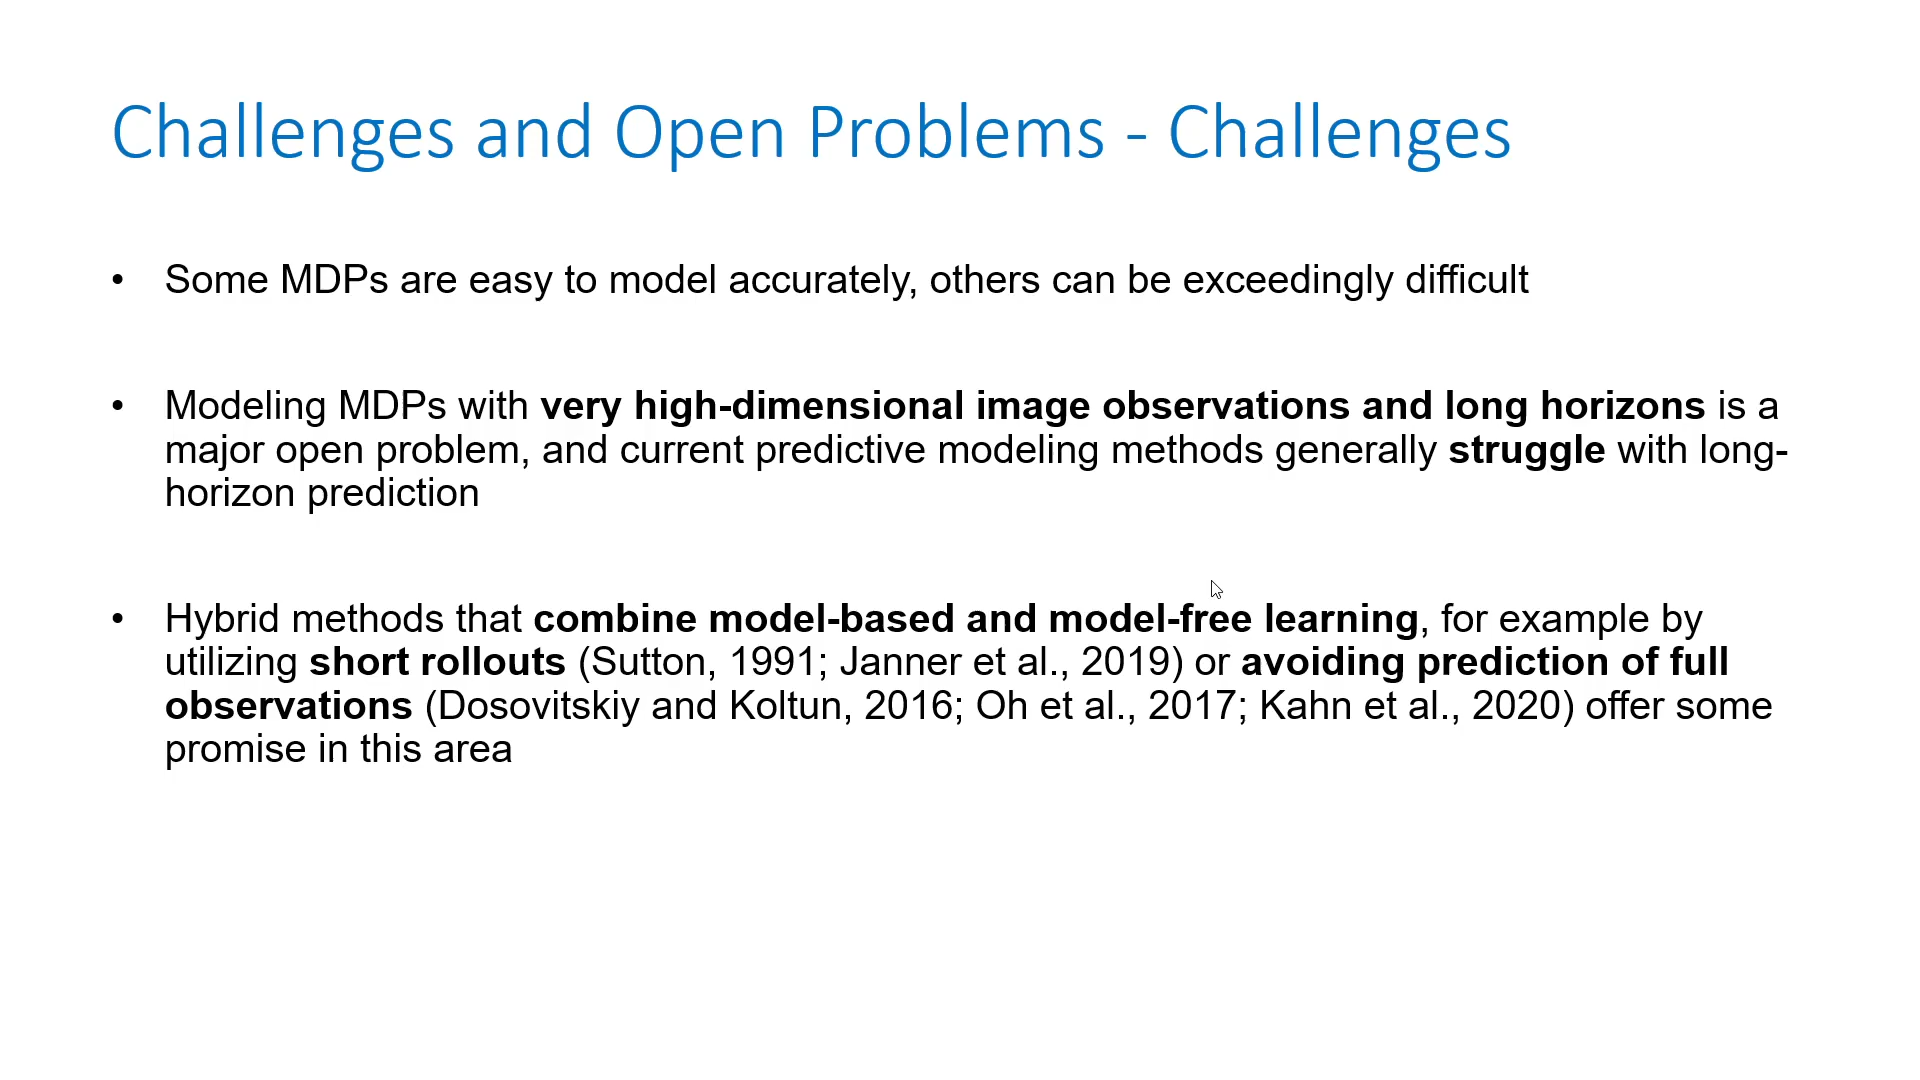 Challenges and Open Problems - Challenges
• Some MDPs are easy to model accurately, others can be exceedingly difficult
• Modeling MDPs with very high-dimensional image observations and long horizons is a
major open problem, and current predictive modeling methods generally struggle with long-
horizon prediction
• Hybrid methods that combine model-based and model-free learning, for example by
utilizing short rollouts (Sutton, 1991; Janner et al., 2019) or avoiding prediction of full
observations (Dosovitskiy and Koltun, 2016; Oh et al., 2017; Kahn et al., 2020) offer some
promise in this area